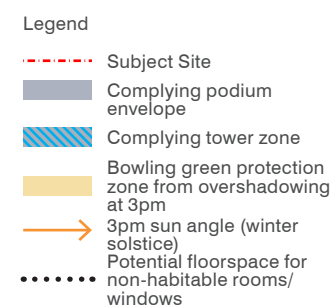 Legend
Subject Site
Complying podium
envelope
Complying tower zone
Bowling green protection
zone from overshadowing
at 3pm
3pm sun angle (winter
solstice)
Potential floorspace for
non-habitable rooms/
windows